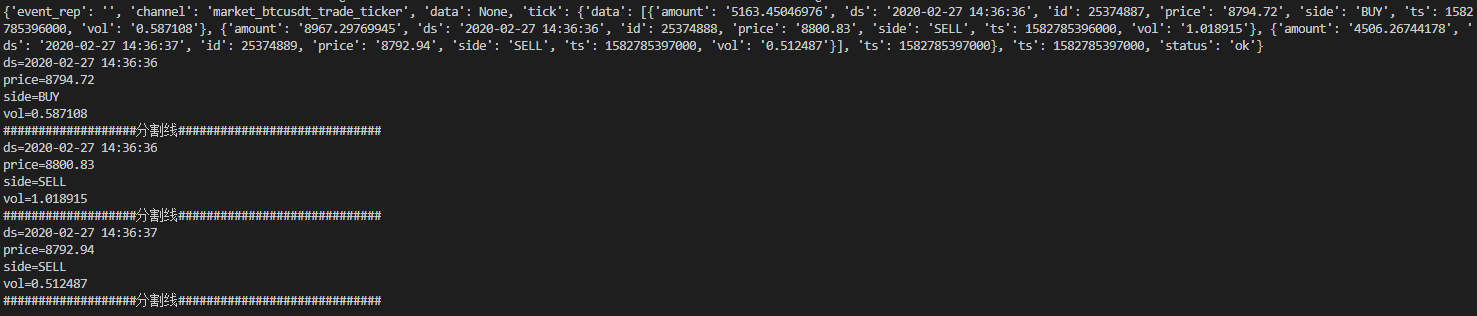 {'event_rep': '', 'channel': 'market_btcusdt_trade_ticker', 'data': None, 'tick': {'data': [{'amount': '5163.45046976', 'ds': '2020-02-27 14:36:36', 'id': 25374887, 'price': '8794.72', 'side': 'BUY', 'ts': 1582
785396000, 'vol': '0.587108'}, {'amount': '8967.29769945', 'ds': '2020-02-27 14:36:36', 'id': 25374888, 'price': '8800.83', 'side': 'SELL', 'ts': 1582785396000, 'vol': '1.018915'}, {'amount': '4506.26744178', '
ds': '2020-02-27 14:36:37', 'id': 25374889, 'price': '8792.94', 'side': 'SELL', 'ts': 1582785397000, 'vol': '0.512487'}], 'ts': 1582785397000}, 'ts': 1582785397000, 'status': 'ok'}
ds=2020-02-27 14:36:36
price=8794.72
side=BUY
vol=0.587108
###################分割线#############################
ds=2020-02-27 14:36:36
price=8800.83
side=SELL
vol=1.018915
###################分割线#############################
ds=2020-02-27 14:36:37
price=8792.94
side=SELL
vol=0.512487
###################分割线#############################